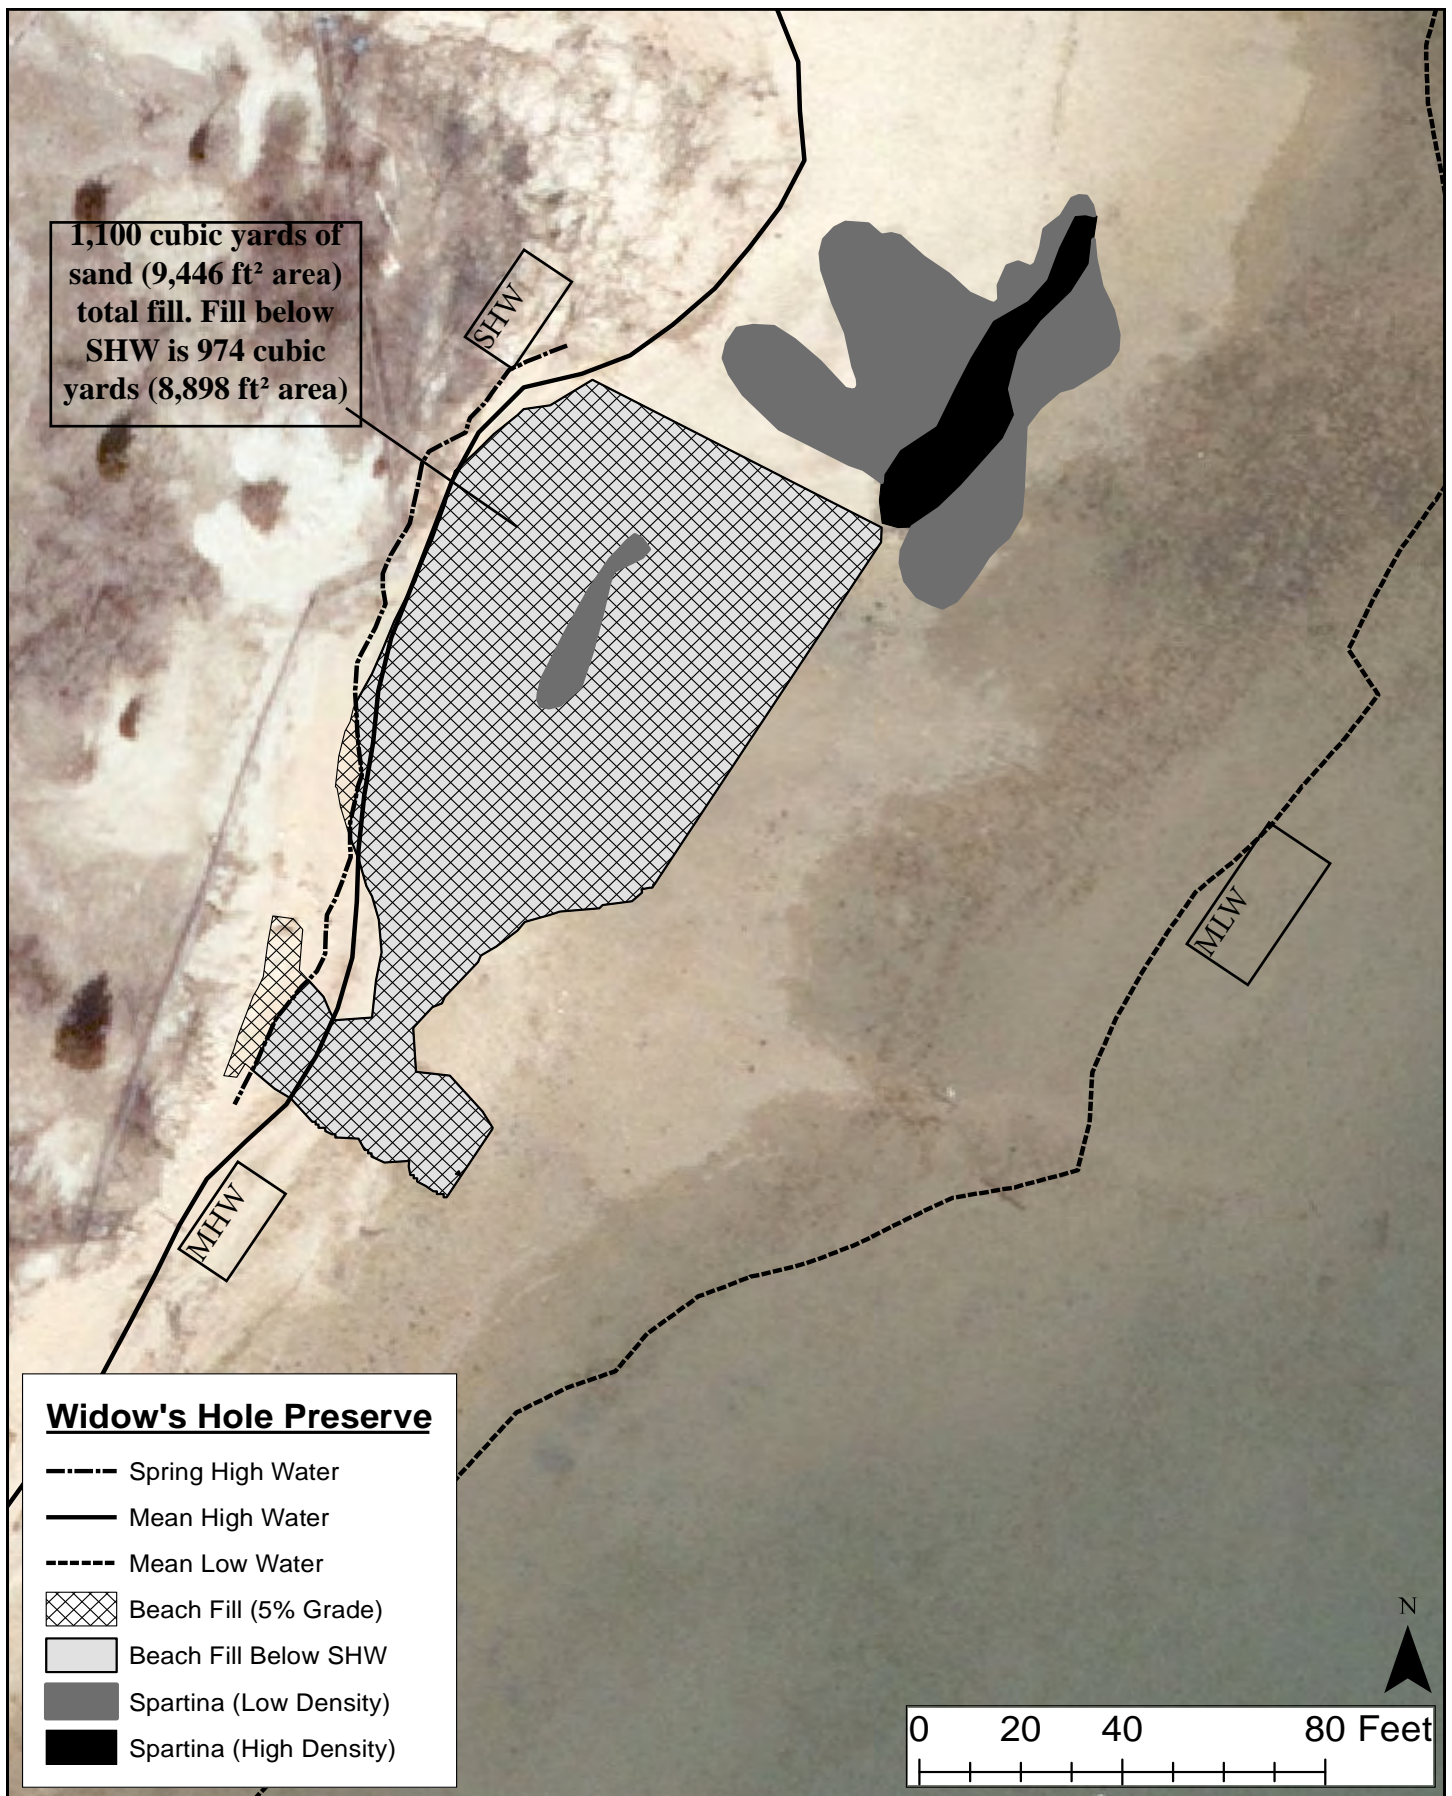 1,100 cubic yards of
sand (9,446 ft² area)
total fill. Fill below
SHW is 974 cubic
yards (8,898 ft² area)
SHW
MLW
MHW
Widow's Hole Preserve
Spring High Water
Mean High Water
Mean Low Water
Beach Fill (5% Grade)
Beach Fill Below SHW
Spartina (Low Density)
Spartina (High Density)
N
0 20 40 80 Feet